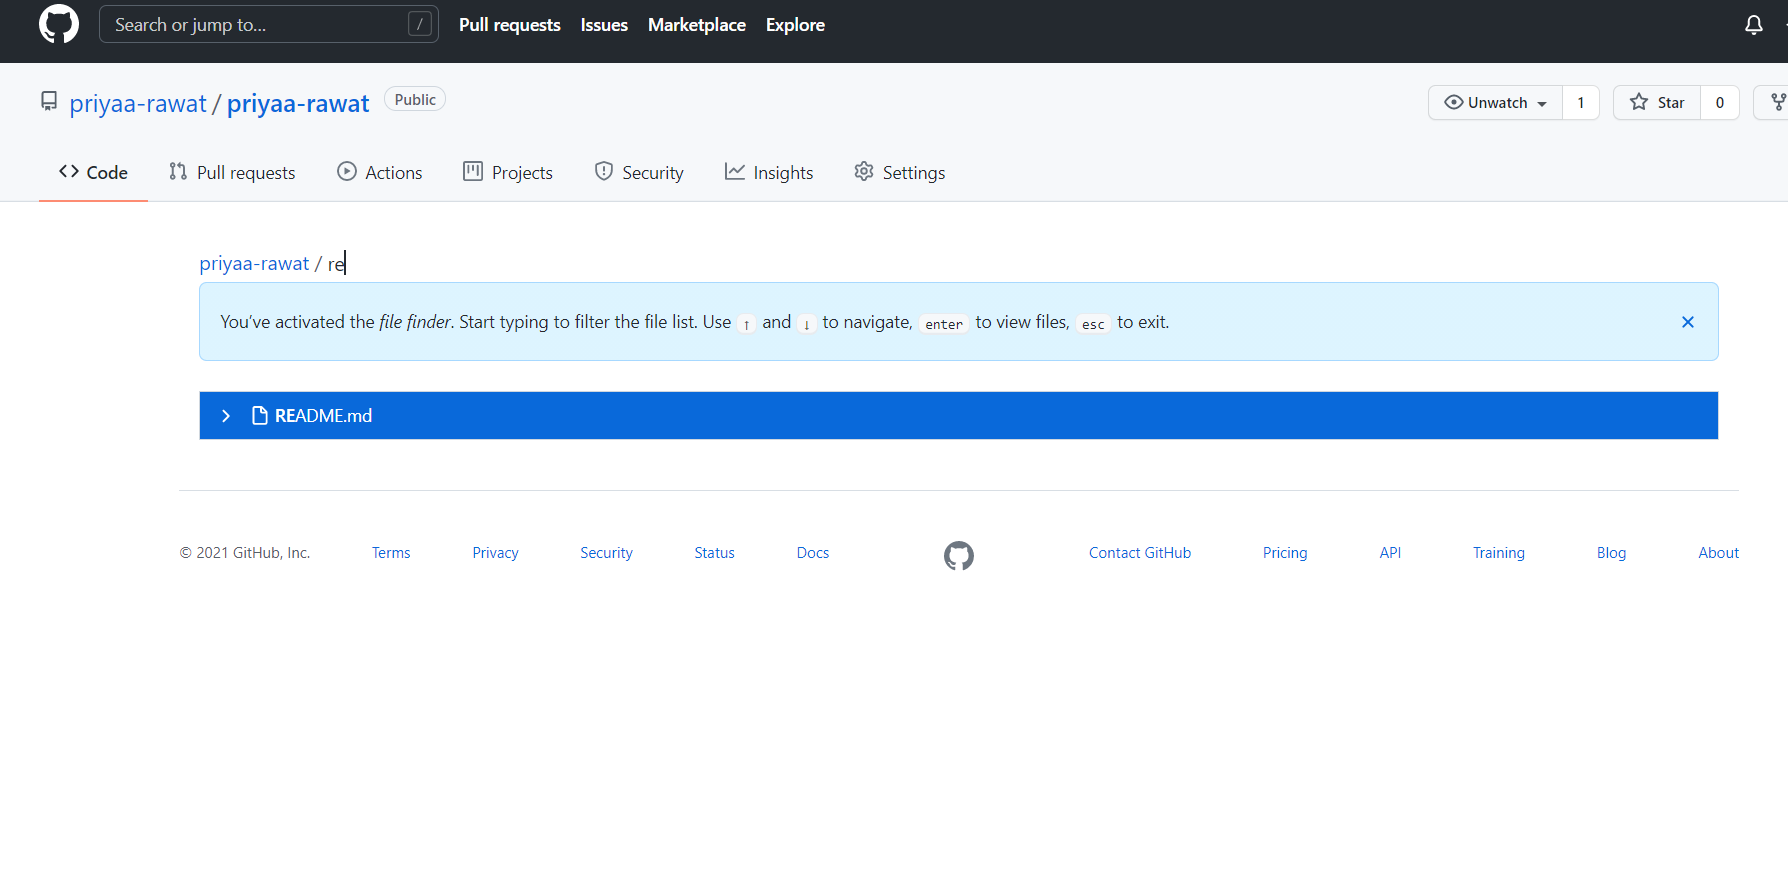 Search or jump to... /
Pull requests Issues Marketplace Explore
priyaa-rawat / priyaa-rawat Public
Unwatch 1 Star 0
Code Pull requests Actions Projects Security Insights Settings
priyaa-rawat / re
You’ve activated the file finder. Start typing to filter the file list. Use ↑ and ↓ to navigate, enter to view files, esc to exit.
README.md
© 2021 GitHub, Inc. Terms Privacy Security Status Docs Contact GitHub Pricing API Training Blog About